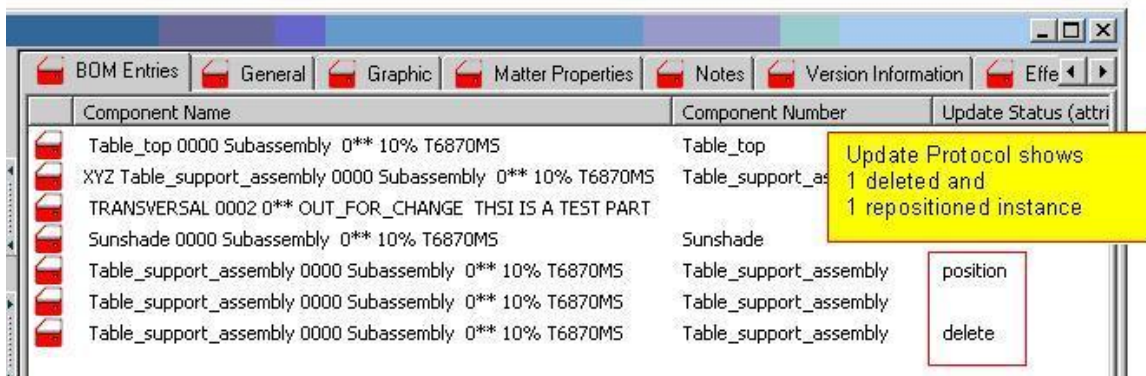 BOM Entries General Graphic Matter Properties Notes Version Information Effe
Component Name Component Number Update Status (attri
Table_top 0000 Subassembly 0** 10% T6870MS Table_top
XYZ Table_support_assembly 0000 Subassembly 0** 10% T6870MS Table_support_as
TRANSVERSAL 0002 0** OUT_FOR_CHANGE THSI IS A TEST PART
Sunshade 0000 Subassembly 0** 10% T6870MS Sunshade
Update Protocol shows
1 deleted and
1 repositioned instance
Table_support_assembly 0000 Subassembly 0** 10% T6870MS Table_support_assembly position
Table_support_assembly 0000 Subassembly 0** 10% T6870MS Table_support_assembly
Table_support_assembly 0000 Subassembly 0** 10% T6870MS Table_support_assembly delete